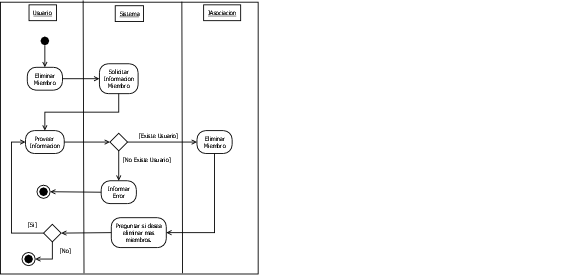 Usuario
Sistema
IAsociacion
Eliminar
Miembro
Solicitar
Informacion
Miembro
Proveer
Informacion
[Existe Usuario]
Eliminar
Miembro
[No Existe Usuario]
Informar
Error
Preguntar si desea
eliminar mas
miembros.
[Si]
[No]